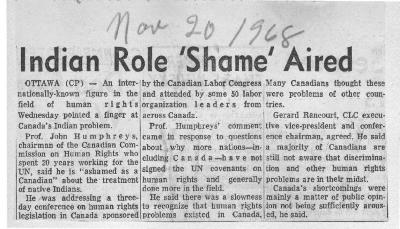 Nov 20/1968
Indian Role 'Shame' Aired
OTTAWA (CP) — An inter-
nationally-known figure in the
field of human rights
Wednesday pointed a finger at
Canada's Indian problem.
Prof. John Humphreys,
chairman of the Canadian Com-
mission on Human Rights who
spent 20 years working for the
UN, said he is "ashamed as a
Canadian" about the treatment
of native Indians.
He was addressing a three-
day conference on human rights
legislation in Canada sponsored
by the Canadian Labor Congress
and attended by some 50 labor
organization leaders from
across Canada.
Prof. Humphreys' comment
came in response to questions
about why more nations—in-
cluding Canada—have not
signed the UN covenants on
human rights and generally
done more in the field.
He said there was a slowness
to recognize that human rights
problems existed in Canada.
Many Canadians thought these
were problems of other coun-
tries.
Gerard Rancourt, CLC exec-
utive vice-president and confer-
ence chairman, agreed. He said
a majority of Canadians are
still not aware that discrimina-
tion and other human rights
problems are in their midst.
Canada's shortcomings were
mainly a matter of public opin-
ion not being sufficiently arous-
ed, he said.